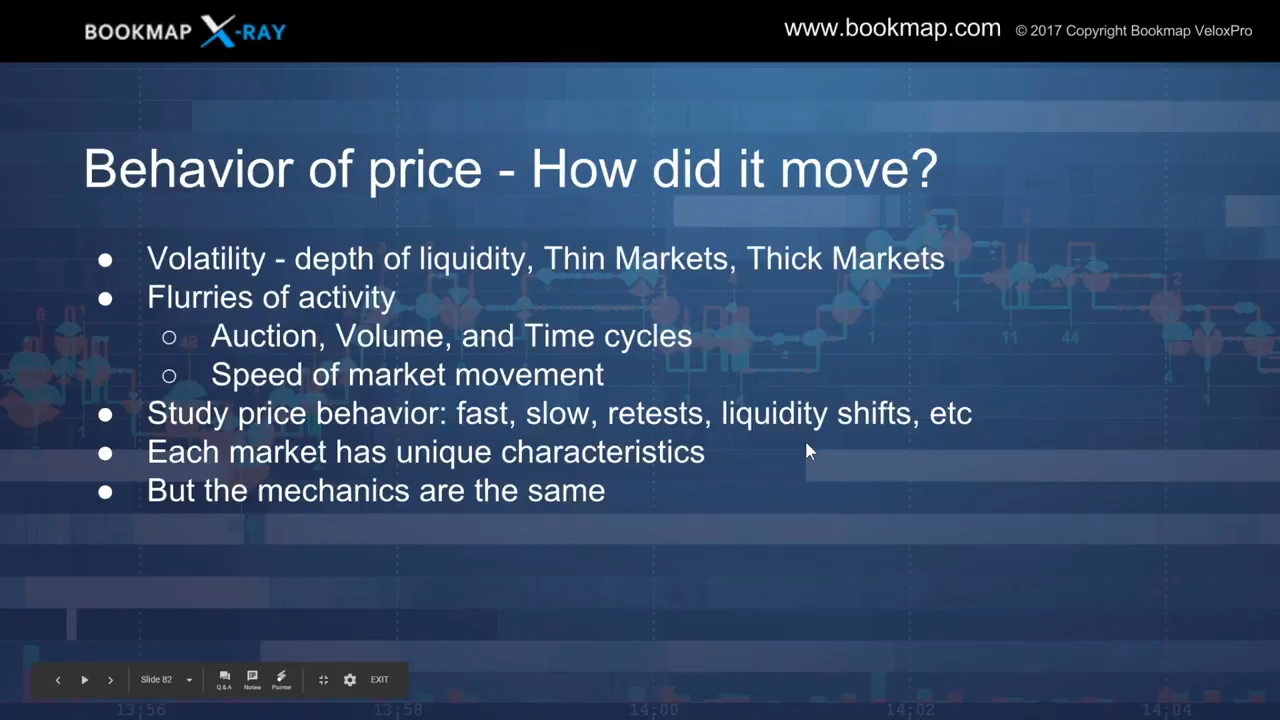 BOOKMAP X-RAY
www.bookmap.com © 2017 Copyright Bookmap VeloxPro
Behavior of price - How did it move?
● Volatility - depth of liquidity, Thin Markets, Thick Markets
● Flurries of activity
○ Auction, Volume, and Time cycles
○ Speed of market movement
● Study price behavior: fast, slow, retests, liquidity shifts, etc
● Each market has unique characteristics
● But the mechanics are the same
11 44
Slide 82 Q&A Notes Pointer EXIT
13:56 13:58 14:00 14:02 14:04